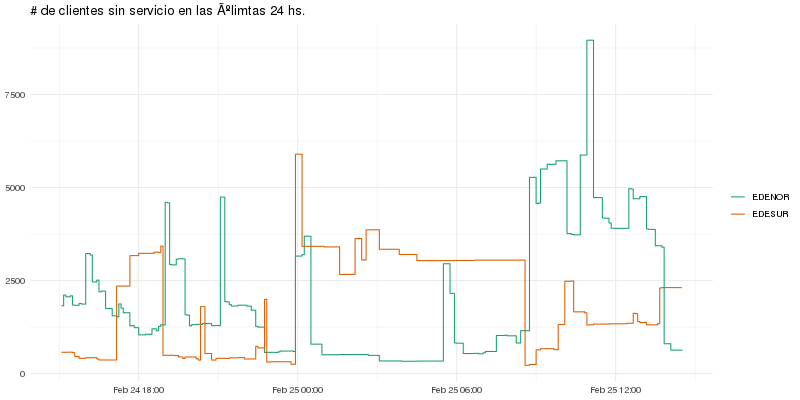 # de clientes sin servicio en las Ãºlimtas 24 hs.
7500
5000
2500
0
Feb 24 18:00
Feb 25 00:00
Feb 25 06:00
Feb 25 12:00
EDENOR
EDESUR